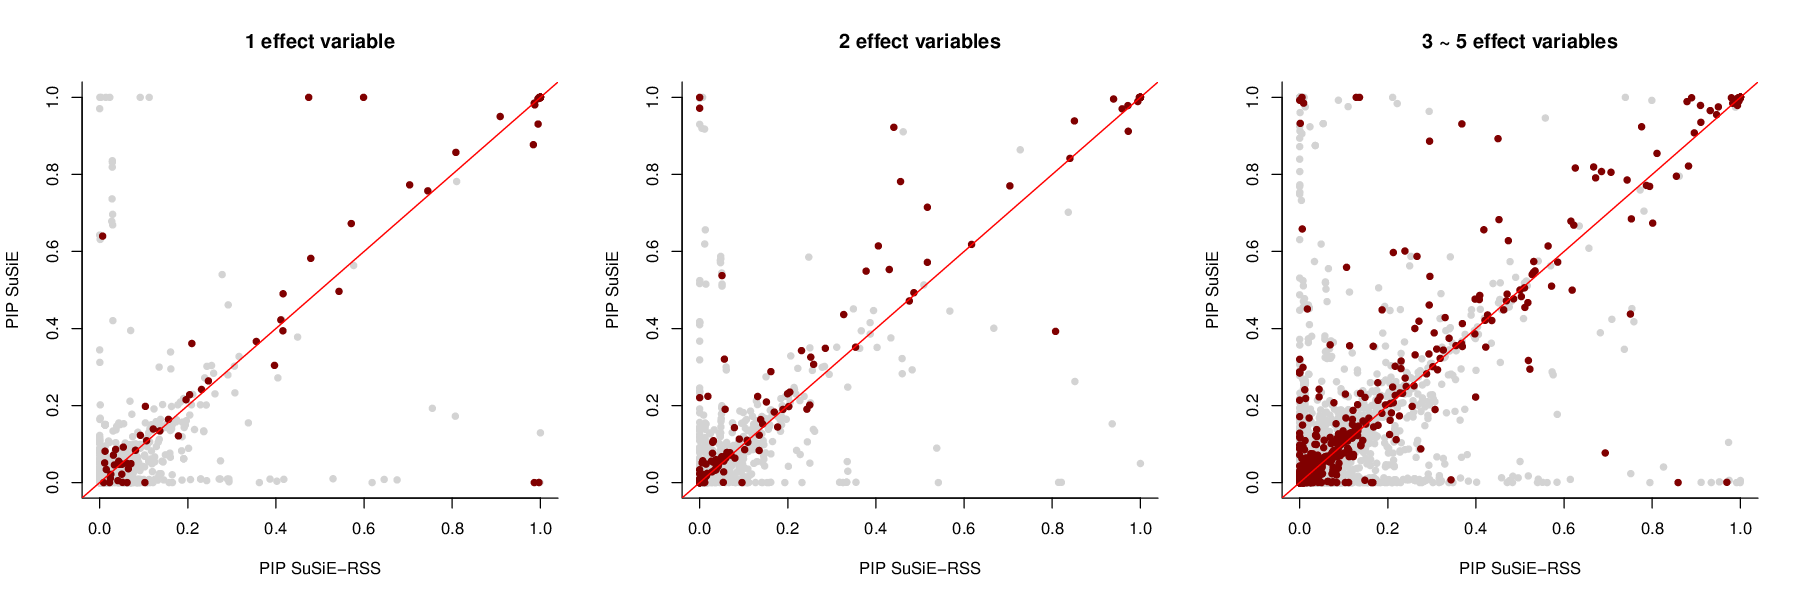 1 effect variable
PIP SuSiE
1.0
0.8
0.6
0.4
0.2
0.0
0.0 0.2 0.4 0.6 0.8 1.0
PIP SuSiE−RSS
2 effect variables
PIP SuSiE
1.0
0.8
0.6
0.4
0.2
0.0
0.0 0.2 0.4 0.6 0.8 1.0
PIP SuSiE−RSS
3 ~ 5 effect variables
PIP SuSiE
1.0
0.8
0.6
0.4
0.2
0.0
0.0 0.2 0.4 0.6 0.8 1.0
PIP SuSiE−RSS